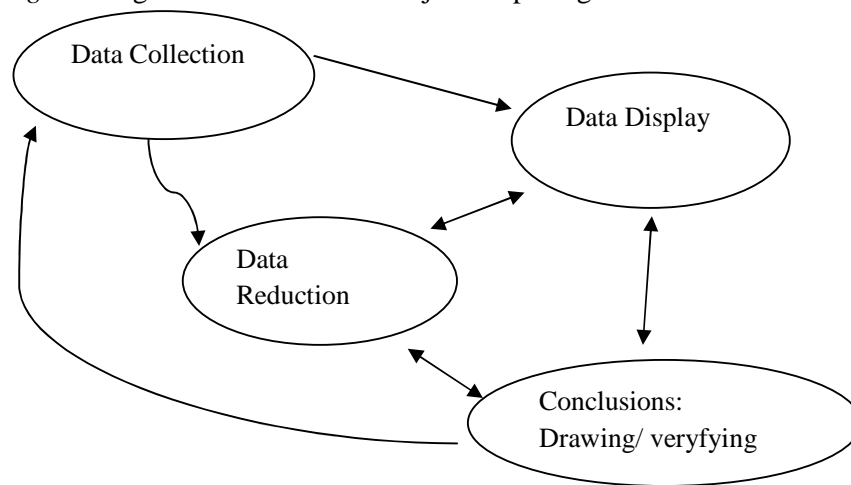 Data Collection
Data Display
Data
Reduction
Conclusions:
Drawing/ veryfying